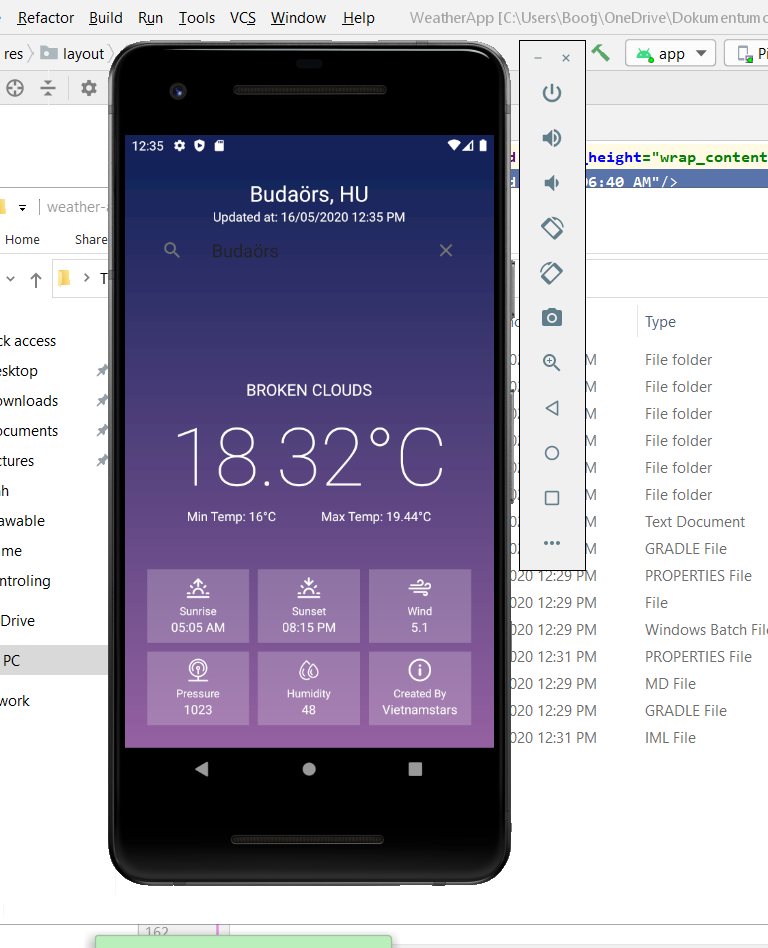 Refactor Build Run Tools VCS Window Help WeatherApp [C:\Users\Bootj\OneDrive\Dokumentumo
res layout app
12:35
_height="wrap_content
06:40 AM"/>
Budaörs, HU
Updated at: 16/05/2020 12:35 PM
Budaörs
BROKEN CLOUDS
18.32°C
Min Temp: 16°C Max Temp: 19.44°C
Sunrise
05:05 AM
Sunset
08:15 PM
Wind
5.1
Pressure
1023
Humidity
48
Created By
Vietnamstars
weather-a
Home Share
ck access
esktop
ownloads
ocuments
ctures
ah
awable
me
ntroling
Drive
PC
work
Type
File folder
File folder
File folder
File folder
File folder
File folder
Text Document
GRADLE File
020 12:29 PM PROPERTIES File
020 12:29 PM File
020 12:29 PM Windows Batch File
020 12:31 PM PROPERTIES File
020 12:29 PM MD File
020 12:29 PM GRADLE File
020 12:31 PM IML File
162